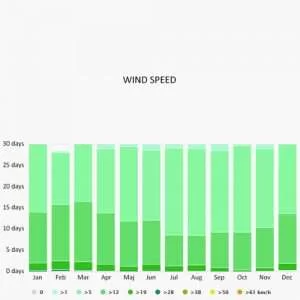 WIND SPEED
30 days
25 days
20 days
15 days
10 days
5 days
0 days
Jan Feb Mar Apr May Jun Jul Aug Sep Oct Nov Dec
0 >1 >5 >12 >19 >28 >38 >50 >61 km/h